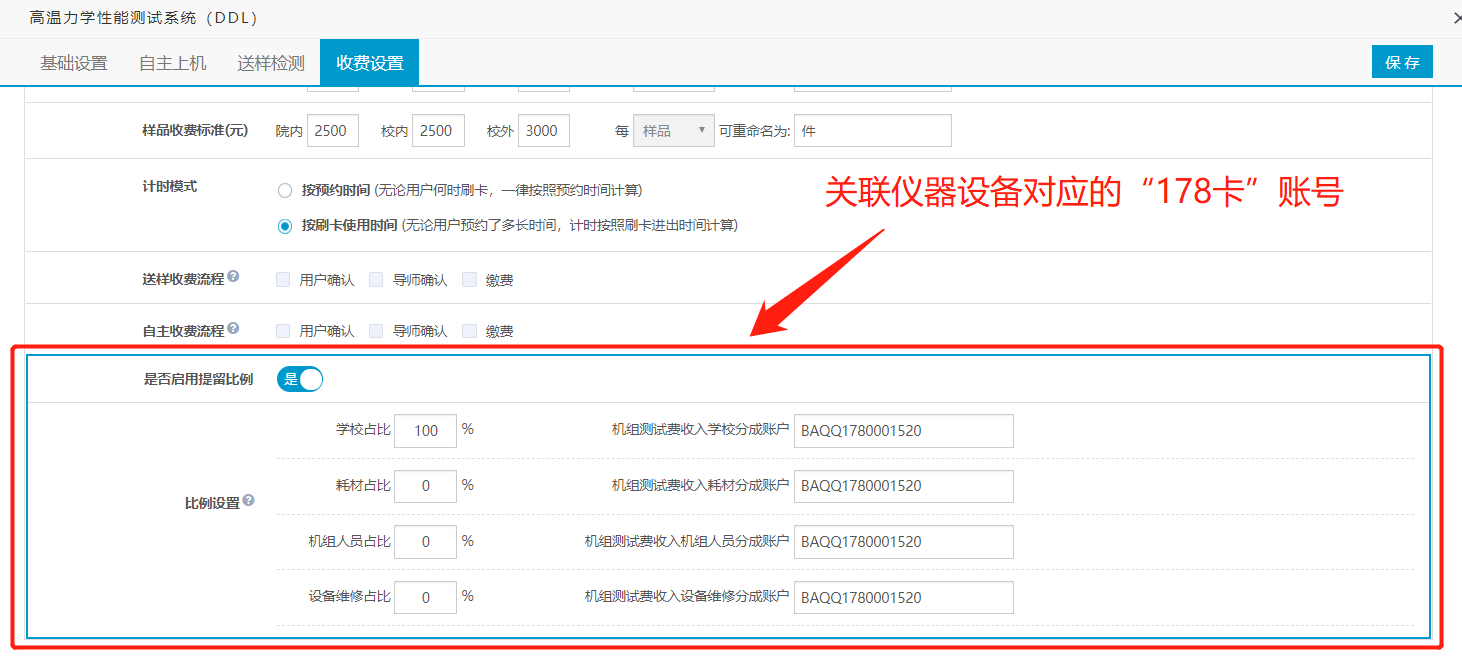 高温力学性能测试系统（DDL）
基础设置 自主上机 送样检测 收费设置 保存
样品收费标准(元) 院内 2500 校内 2500 校外 3000 每 样品 可重命名为: 件
计时模式 按预约时间 (无论用户何时刷卡，一律按照预约时间计算)
关联仪器设备对应的“178卡”账号
按刷卡使用时间 (无论用户预约了多长时间，计时按照刷卡进出时间计算)
送样收费流程 用户确认 导师确认 缴费
自主收费流程 用户确认 导师确认 缴费
是否启用提留比例 是
学校占比 100 % 机组测试费收入学校分成账户 BAQQ1780001520
耗材占比 0 % 机组测试费收入耗材分成账户 BAQQ1780001520
比例设置
机组人员占比 0 % 机组测试费收入机组人员分成账户 BAQQ1780001520
设备维修占比 0 % 机组测试费收入设备维修分成账户 BAQQ1780001520